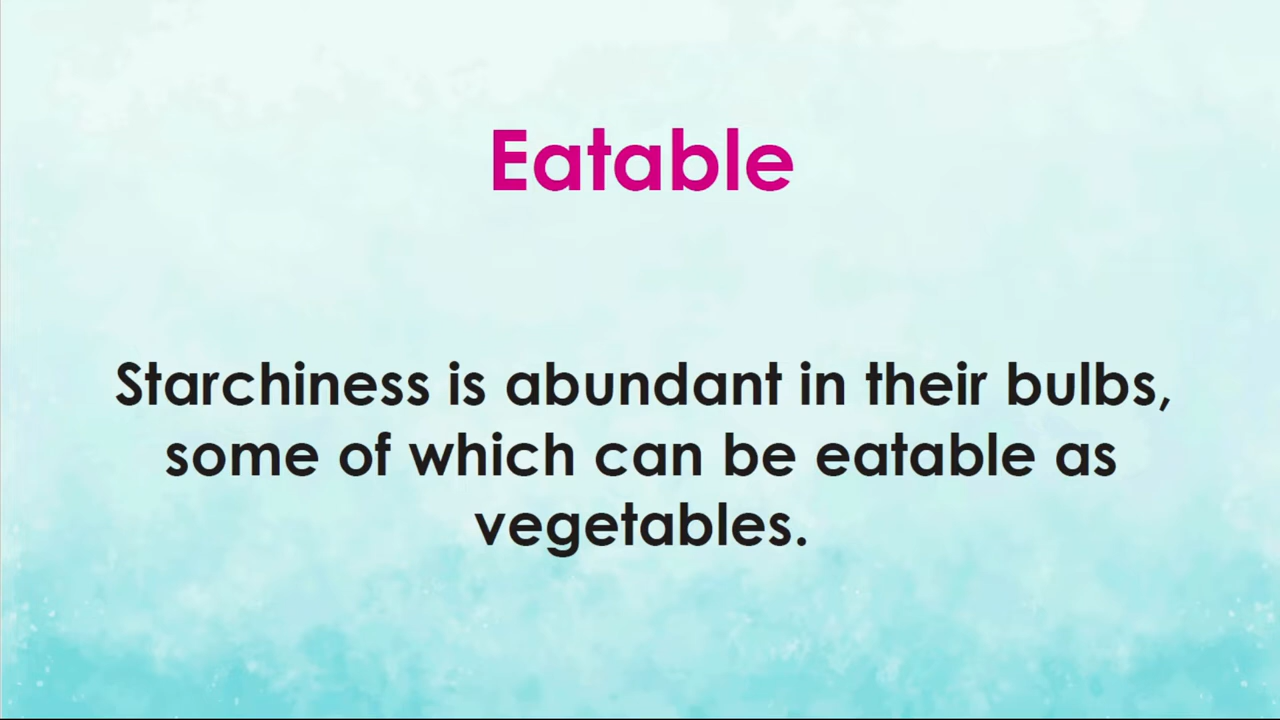 Eatable
Starchiness is abundant in their bulbs,
some of which can be eatable as
vegetables.